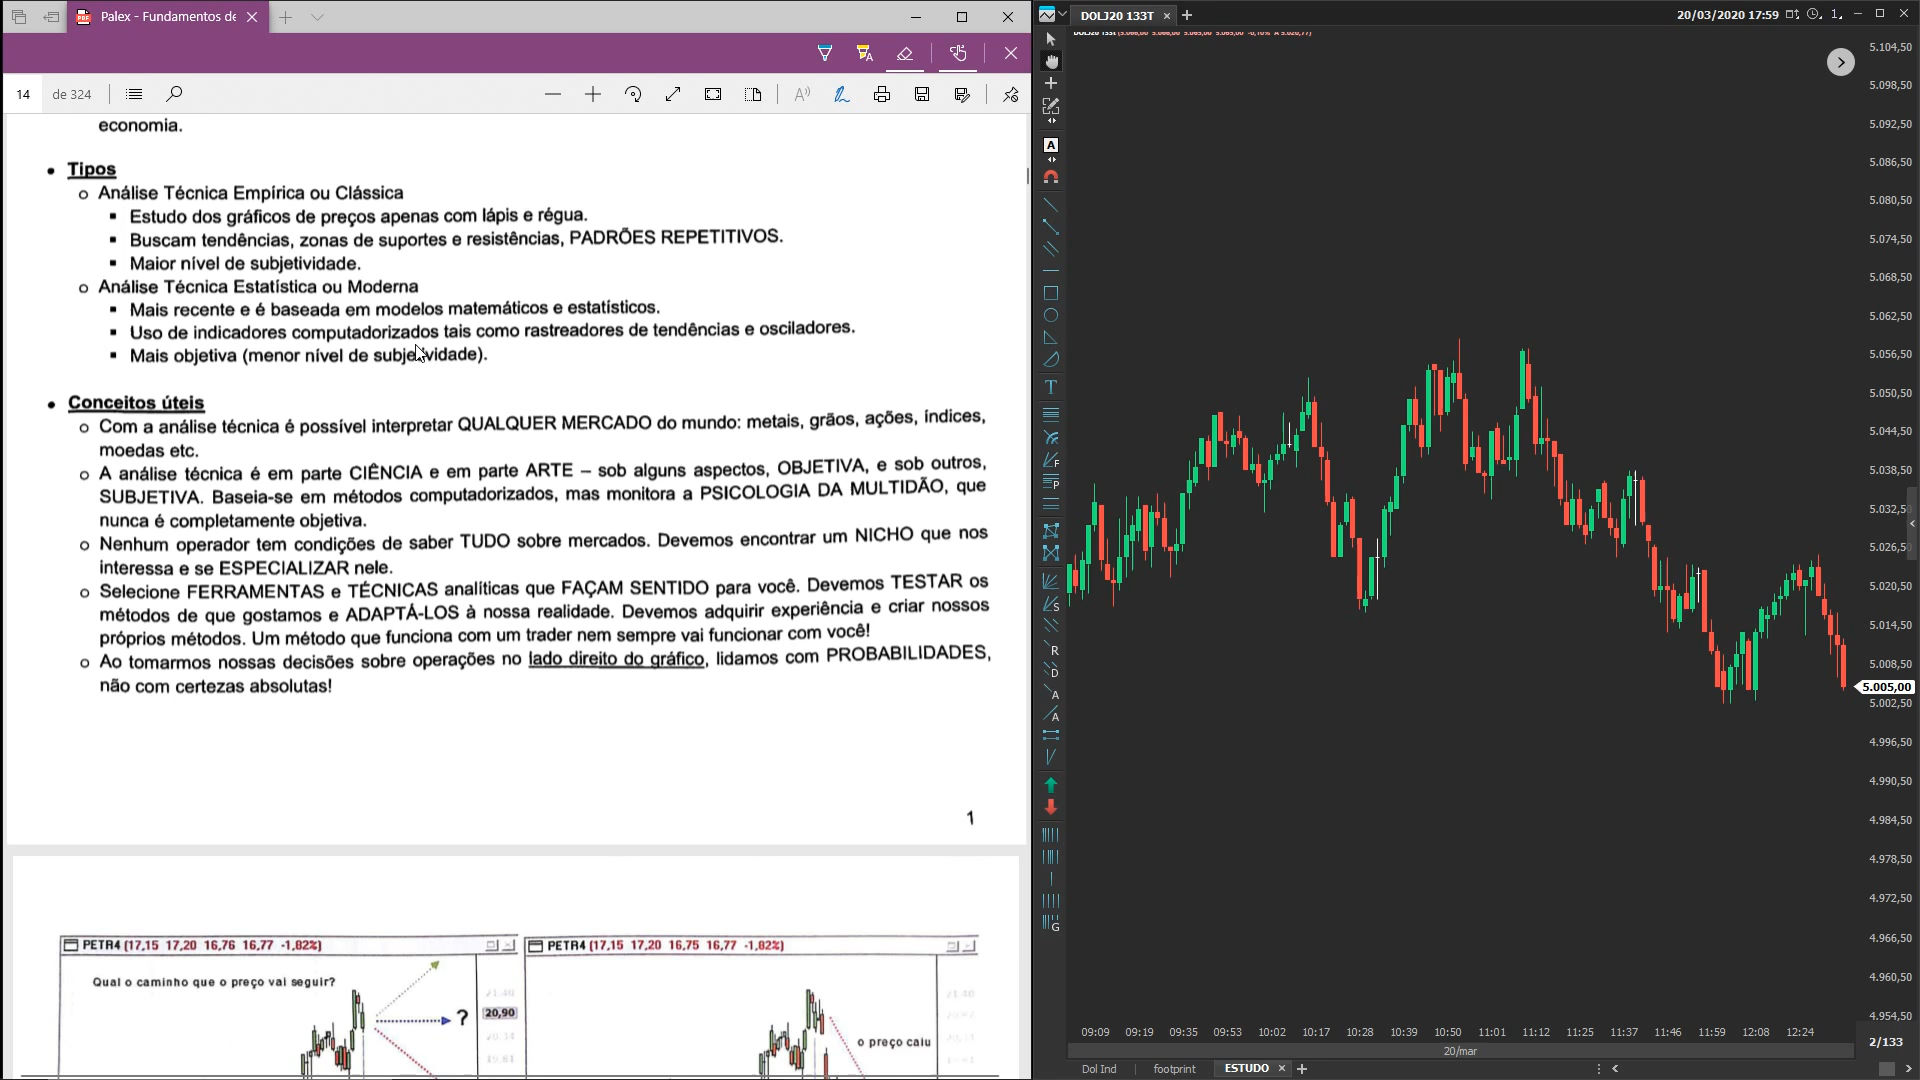 Palex - Fundamentos de
14 de 324
economia.
• Tipos
o Análise Técnica Empírica ou Clássica
▪ Estudo dos gráficos de preços apenas com lápis e régua.
▪ Buscam tendências, zonas de suportes e resistências, PADRÕES REPETITIVOS.
▪ Maior nível de subjetividade.
o Análise Técnica Estatística ou Moderna
▪ Mais recente e é baseada em modelos matemáticos e estatísticos.
▪ Uso de indicadores computadorizados tais como rastreadores de tendências e osciladores.
▪ Mais objetiva (menor nível de subjetividade).
• Conceitos úteis
o Com a análise técnica é possível interpretar QUALQUER MERCADO do mundo: metais, grãos, ações, índices,
moedas etc.
o A análise técnica é em parte CIÊNCIA e em parte ARTE – sob alguns aspectos, OBJETIVA, e sob outros,
SUBJETIVA. Baseia-se em métodos computadorizados, mas monitora a PSICOLOGIA DA MULTIDÃO, que
nunca é completamente objetiva.
o Nenhum operador tem condições de saber TUDO sobre mercados. Devemos encontrar um NICHO que nos
interessa e se ESPECIALIZAR nele.
o Selecione FERRAMENTAS e TÉCNICAS analíticas que FAÇAM SENTIDO para você. Devemos TESTAR os
métodos de que gostamos e ADAPTÁ-LOS à nossa realidade. Devemos adquirir experiência e criar nossos
próprios métodos. Um método que funciona com um trader nem sempre vai funcionar com você!
o Ao tomarmos nossas decisões sobre operações no lado direito do gráfico, lidamos com PROBABILIDADES,
não com certezas absolutas!
1
PETR4 (17,15 17,20 16,76 16,77 -1,82%)
Qual o caminho que o preço vai seguir?
?
21.40
20,90
20.34
19.81
PETR4 (17,15 17,20 16,75 16,77 -1,82%)
o preço caiu
21.40
DOLJ20 133T
20/03/2020 17:59
1
5.104,50
5.098,50
5.092,50
5.086,50
5.080,50
5.074,50
5.068,50
5.062,50
5.056,50
5.050,50
5.044,50
5.038,50
5.032,50
5.026,50
5.020,50
5.014,50
5.008,50
5.005,00
5.002,50
4.996,50
4.990,50
4.984,50
4.978,50
4.972,50
4.966,50
4.960,50
4.954,50
09:09 09:19 09:35 09:53 10:02 10:17 10:28 10:39 10:50 11:01 11:12 11:25 11:37 11:46 11:59 12:08 12:24
20/mar
2/133
Dol Ind footprint ESTUDO